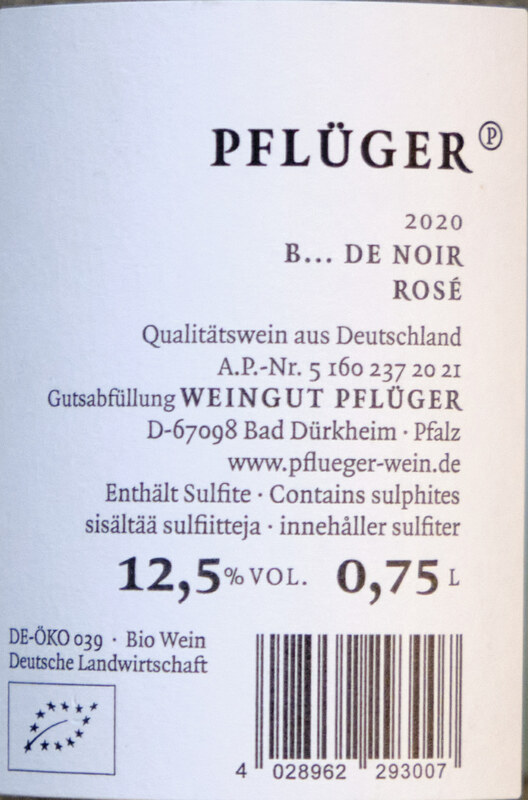 PFLÜGER Ⓟ
2020
B... DE NOIR
ROSÉ
Qualitätswein aus Deutschland
A.P.-Nr. 5 160 237 20 21
Gutsabfüllung WEINGUT PFLÜGER
D-67098 Bad Dürkheim · Pfalz
www.pflueger-wein.de
Enthält Sulfite · Contains sulphites
sisältää sulfiitteja · innehåller sulfiter
12,5 % VOL. 0,75 L
DE-ÖKO 039 · Bio Wein
Deutsche Landwirtschaft
4 028962 293007